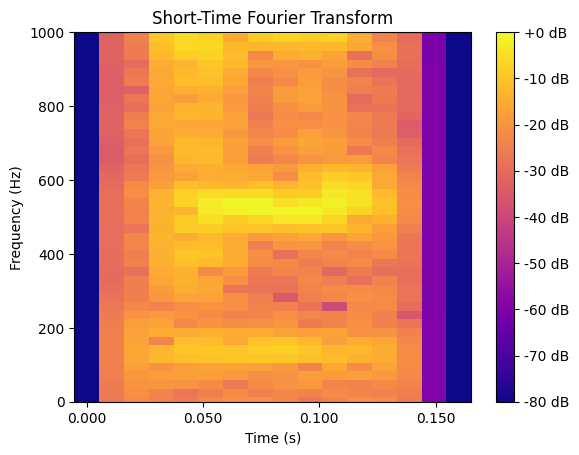 Short-Time Fourier Transform
1000
800
600
400
200
0
Frequency (Hz)
0.000
0.050
0.100
0.150
Time (s)
+0 dB
-10 dB
-20 dB
-30 dB
-40 dB
-50 dB
-60 dB
-70 dB
-80 dB